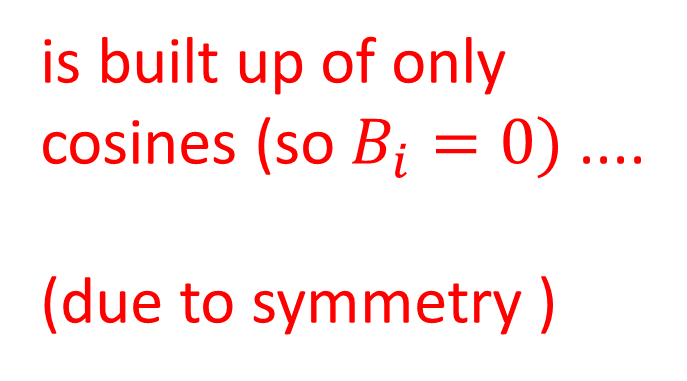 is built up of only
cosines (so $B_i = 0$) ....
(due to symmetry )